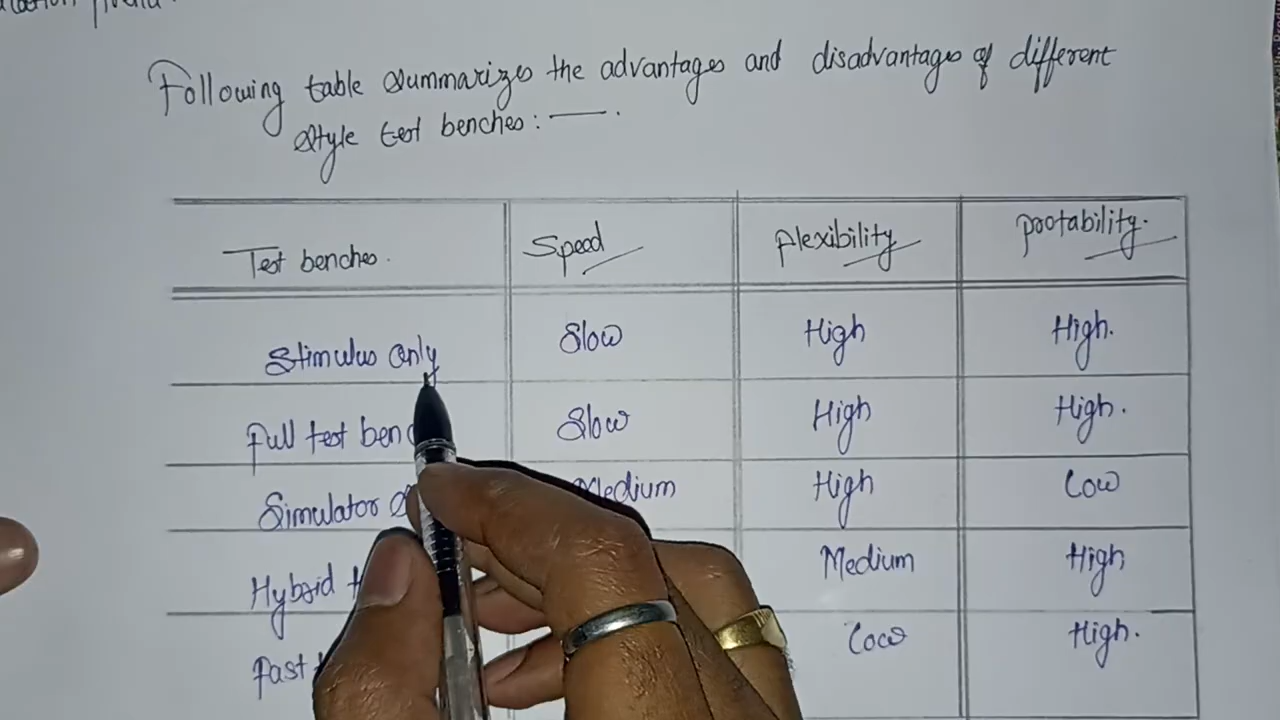 Following table summarizes the advantages and disadvantages of different
style test benches:
Test benches. Speed Flexibility Portability.
Stimulus only Slow High High.
Full test Slow High High.
Simulator Medium High Low
Hybrid Medium High
Fast Low High.